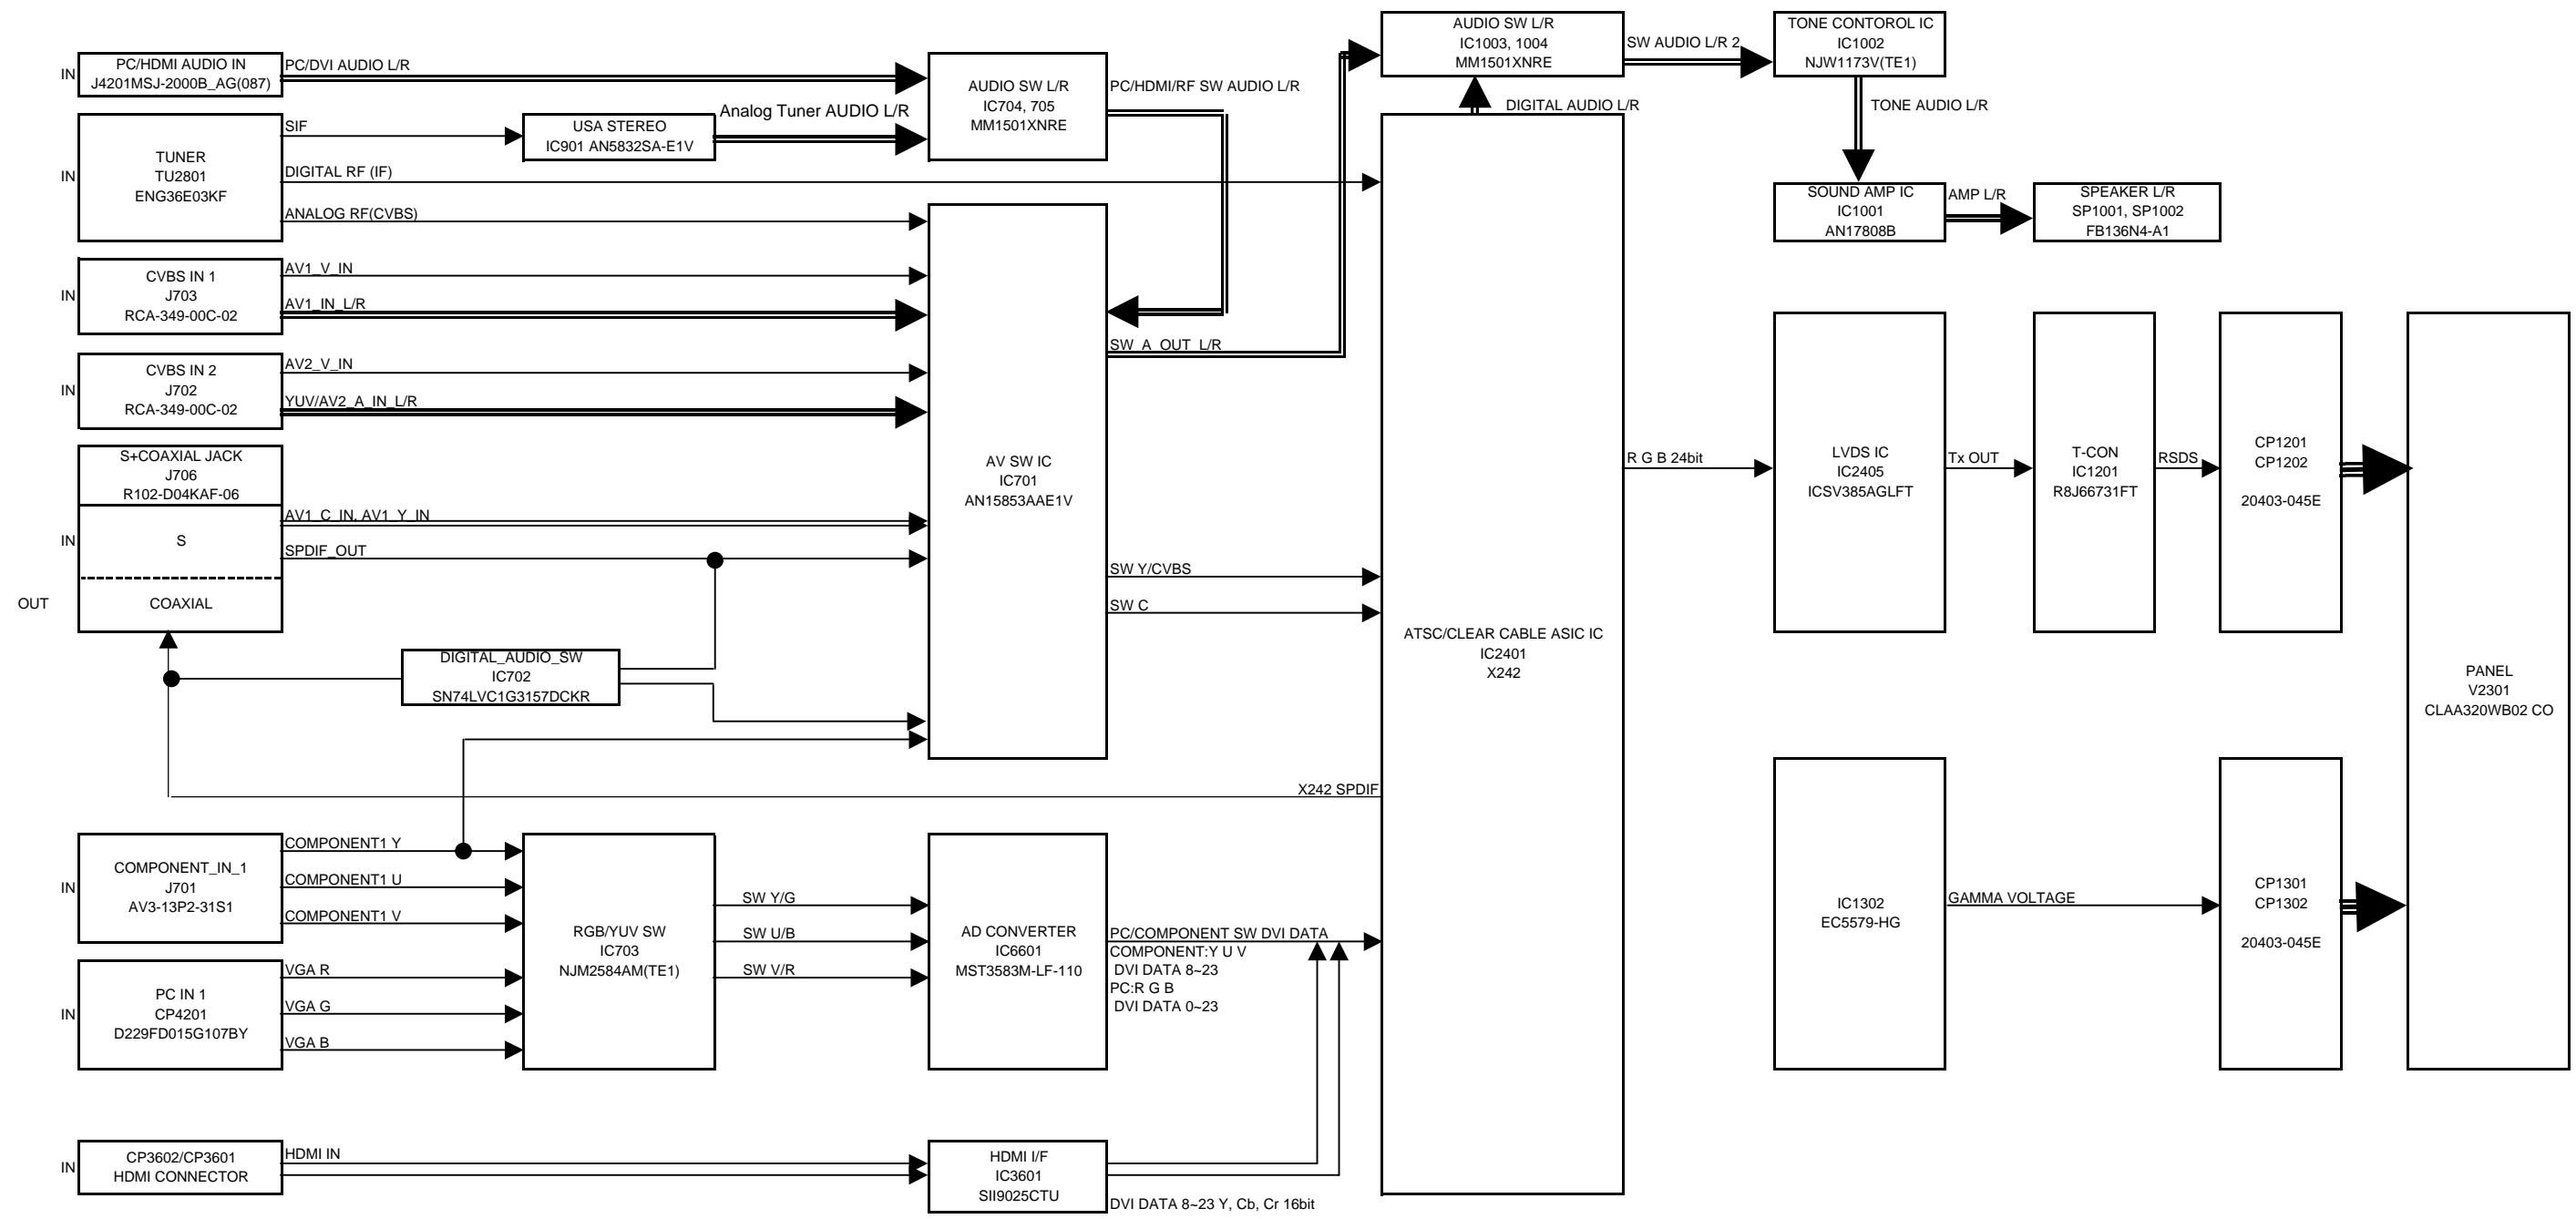 IN
PC/HDMI AUDIO IN
J4201MSJ-2000B_AG(087)
PC/DVI AUDIO L/R
IN
TUNER
TU2801
ENG36E03KF
SIF
DIGITAL RF (IF)
ANALOG RF(CVBS)
USA STEREO
IC901 AN5832SA-E1V
Analog Tuner AUDIO L/R
AUDIO SW L/R
IC704, 705
MM1501XNRE
PC/HDMI/RF SW AUDIO L/R
AUDIO SW L/R
IC1003, 1004
MM1501XNRE
DIGITAL AUDIO L/R
SW AUDIO L/R 2
TONE CONTOROL IC
IC1002
NJW1173V(TE1)
TONE AUDIO L/R
SOUND AMP IC
IC1001
AN17808B
AMP L/R
SPEAKER L/R
SP1001, SP1002
FB136N4-A1
IN
CVBS IN 1
J703
RCA-349-00C-02
AV1_V_IN
AV1_IN_L/R
IN
CVBS IN 2
J702
RCA-349-00C-02
AV2_V_IN
YUV/AV2_A_IN_L/R
S+COAXIAL JACK
J706
R102-D04KAF-06
IN
S
AV1_C_IN, AV1_Y_IN
SPDIF_OUT
OUT
COAXIAL
DIGITAL_AUDIO_SW
IC702
SN74LVC1G3157DCKR
AV SW IC
IC701
AN15853AAE1V
SW_A_OUT_L/R
SW Y/CVBS
SW C
X242 SPDIF
ATSC/CLEAR CABLE ASIC IC
IC2401
X242
R G B 24bit
LVDS IC
IC2405
ICSV385AGLFT
Tx OUT
T-CON
IC1201
R8J66731FT
RSDS
CP1201
CP1202
20403-045E
PANEL
V2301
CLAA320WB02 CO
IN
COMPONENT_IN_1
J701
AV3-13P2-31S1
COMPONENT1 Y
COMPONENT1 U
COMPONENT1 V
IN
PC IN 1
CP4201
D229FD015G107BY
VGA R
VGA G
VGA B
RGB/YUV SW
IC703
NJM2584AM(TE1)
SW Y/G
SW U/B
SW V/R
AD CONVERTER
IC6601
MST3583M-LF-110
PC/COMPONENT SW DVI DATA
COMPONENT:Y U V
DVI DATA 8~23
PC:R G B
DVI DATA 0~23
IC1302
EC5579-HG
GAMMA VOLTAGE
CP1301
CP1302
20403-045E
IN
CP3602/CP3601
HDMI CONNECTOR
HDMI IN
HDMI I/F
IC3601
SII9025CTU
DVI DATA 8~23 Y, Cb, Cr 16bit